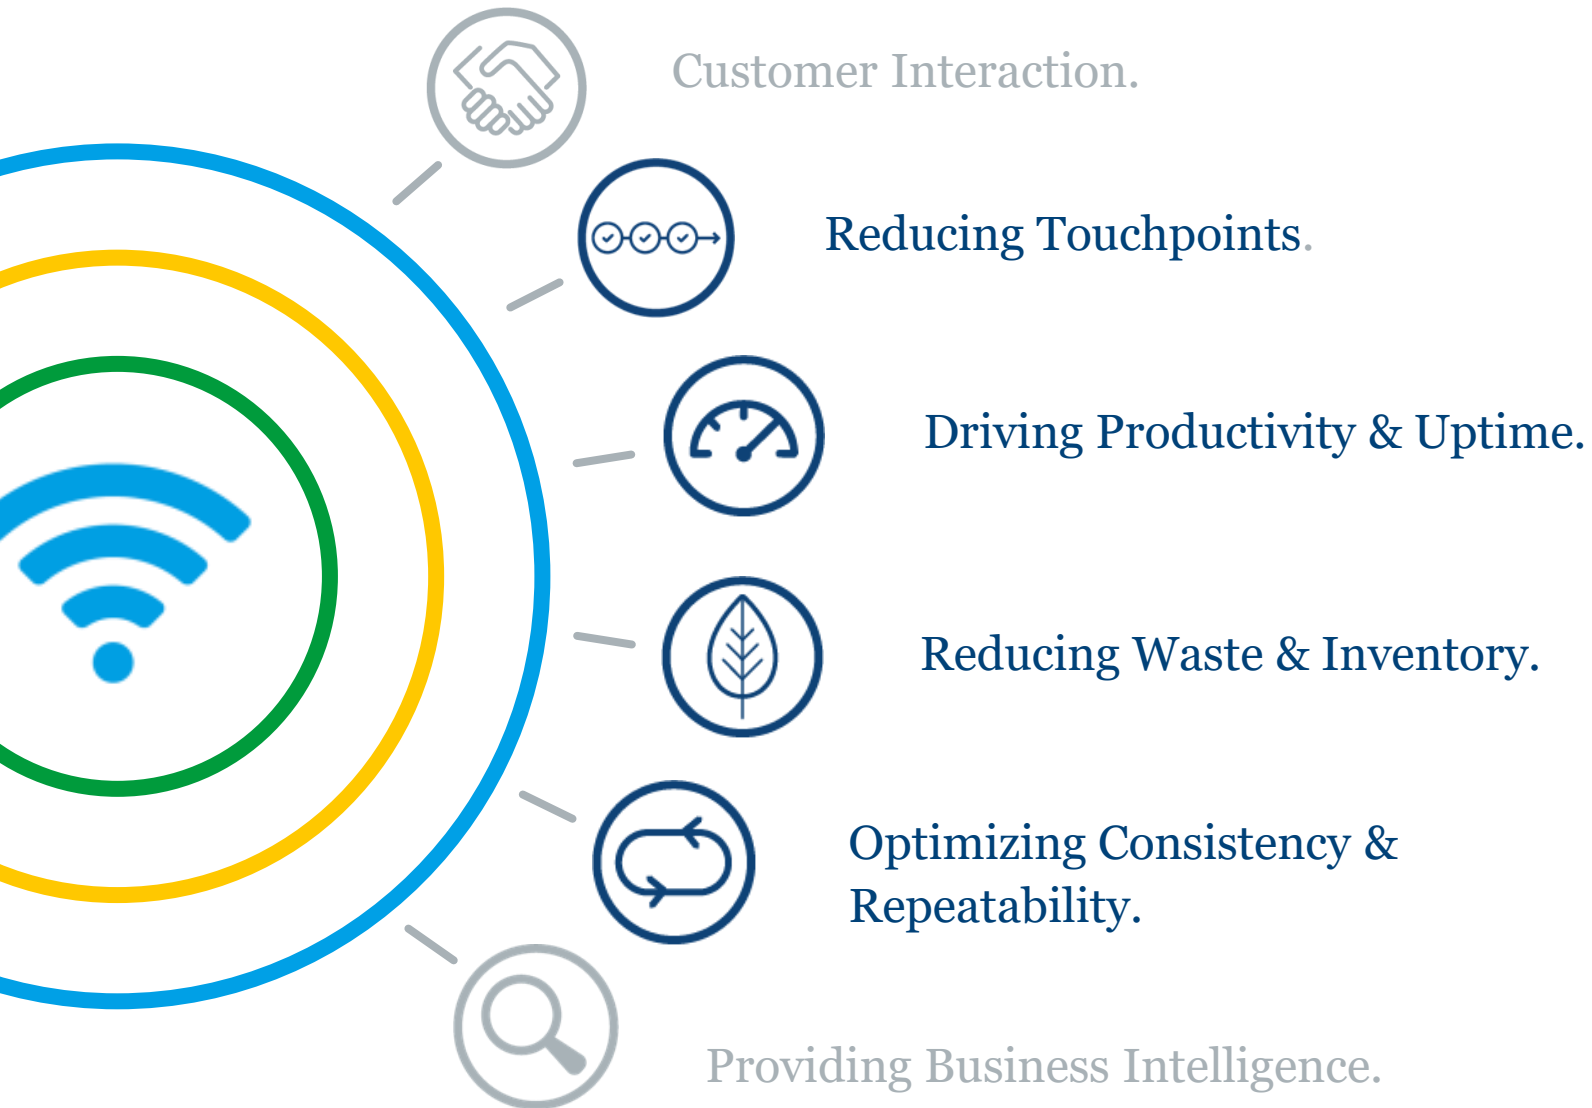 Customer Interaction.
Reducing Touchpoints.
Driving Productivity & Uptime.
Reducing Waste & Inventory.
Optimizing Consistency &
Repeatability.
Providing Business Intelligence.